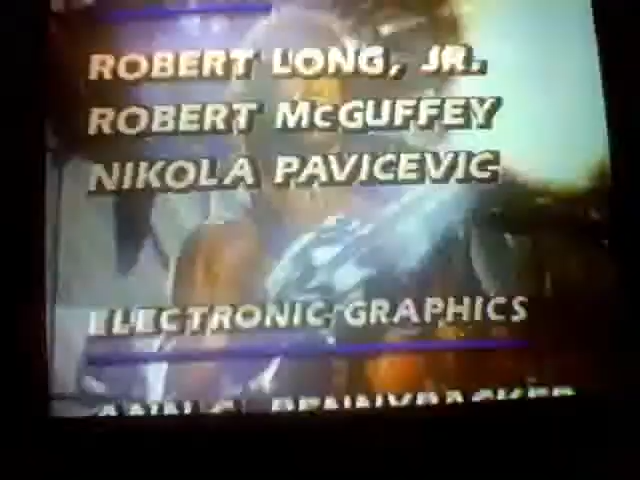 ROBERT LONG, JR.
ROBERT McGUFFEY
NIKOLA PAVICEVIC
ELECTRONIC GRAPHICS